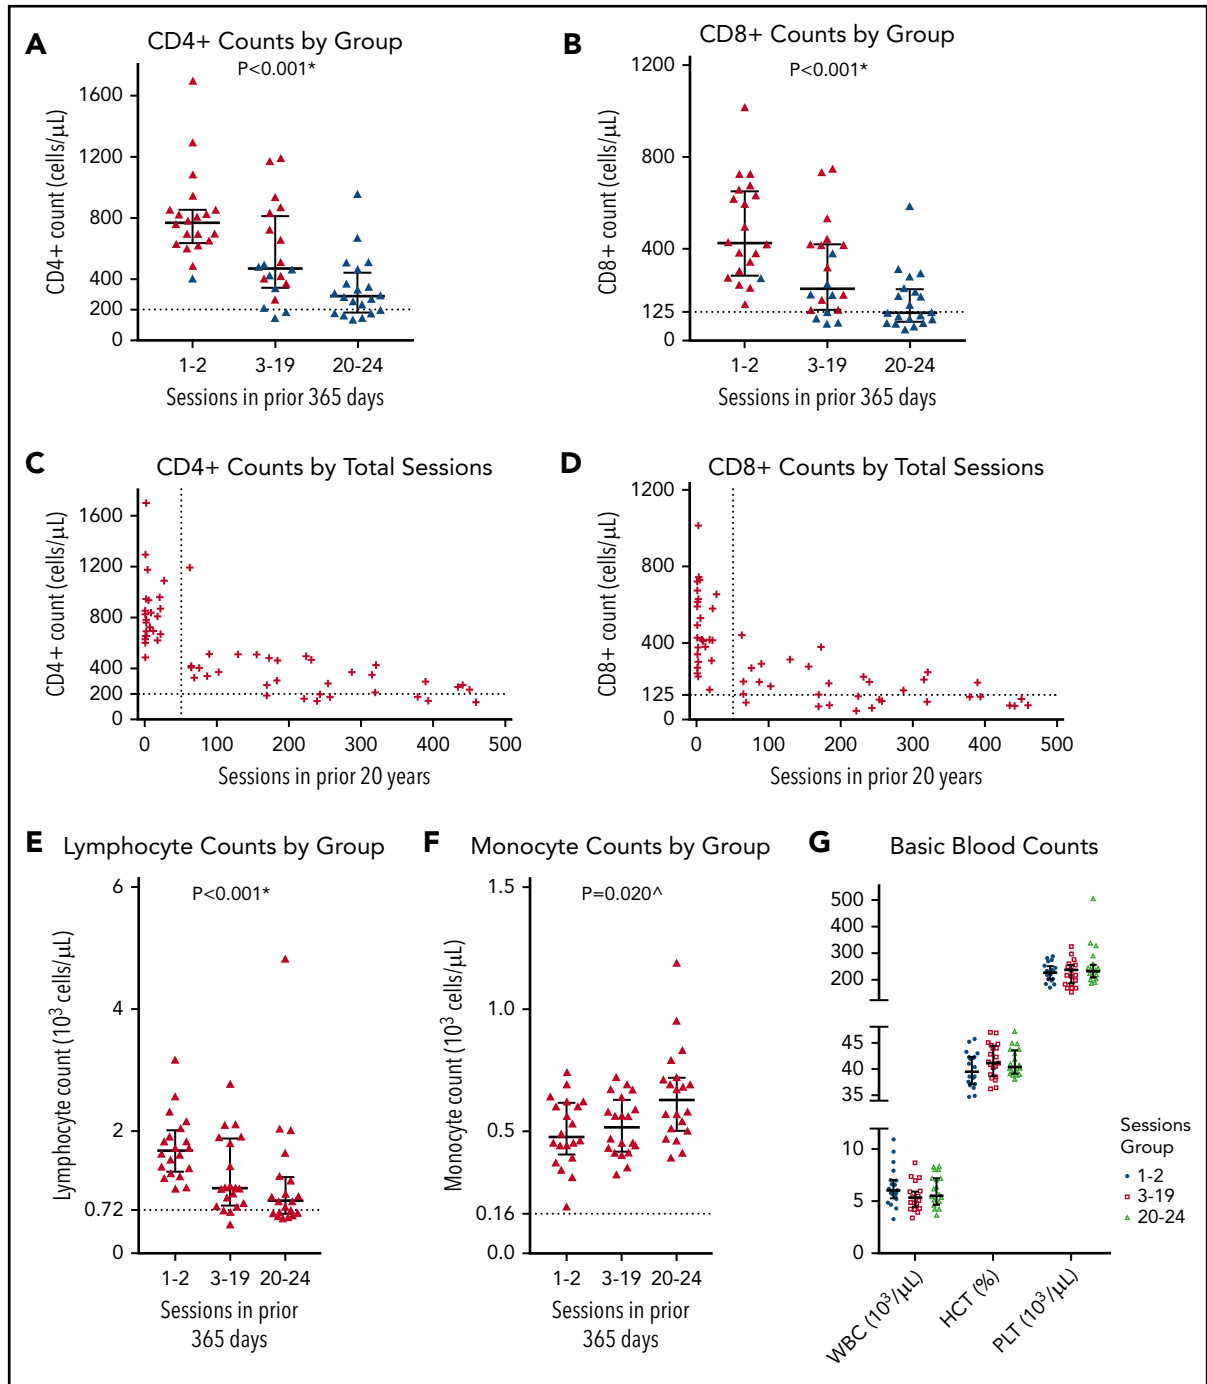 A CD4+ Counts by Group
P<0.001*
CD4+ count (cells/μL)
1600
1200
800
400
200
0
1-2 3-19 20-24
Sessions in prior 365 days
B CD8+ Counts by Group
P<0.001*
CD8+ count (cells/μL)
1200
800
400
125
0
1-2 3-19 20-24
Sessions in prior 365 days
C CD4+ Counts by Total Sessions
CD4+ count (cells/μL)
1600
1200
800
400
200
0
0 100 200 300 400 500
Sessions in prior 20 years
D CD8+ Counts by Total Sessions
CD8+ count (cells/μL)
1200
800
400
125
0
0 100 200 300 400 500
Sessions in prior 20 years
E Lymphocyte Counts by Group
P<0.001*
Lymphocyte count (10³ cells/μL)
6
4
2
0.72
0
1-2 3-19 20-24
Sessions in prior
365 days
F Monocyte Counts by Group
P=0.020^
Monocyte count (10³ cells/μL)
1.5
1.0
0.5
0.16
0.0
1-2 3-19 20-24
Sessions in prior
365 days
G Basic Blood Counts
500
400
300
200
45
40
35
10
5
0
WBC (10³/μL)
HCT (%)
PLT (10³/μL)
Sessions
Group
1-2
3-19
20-24